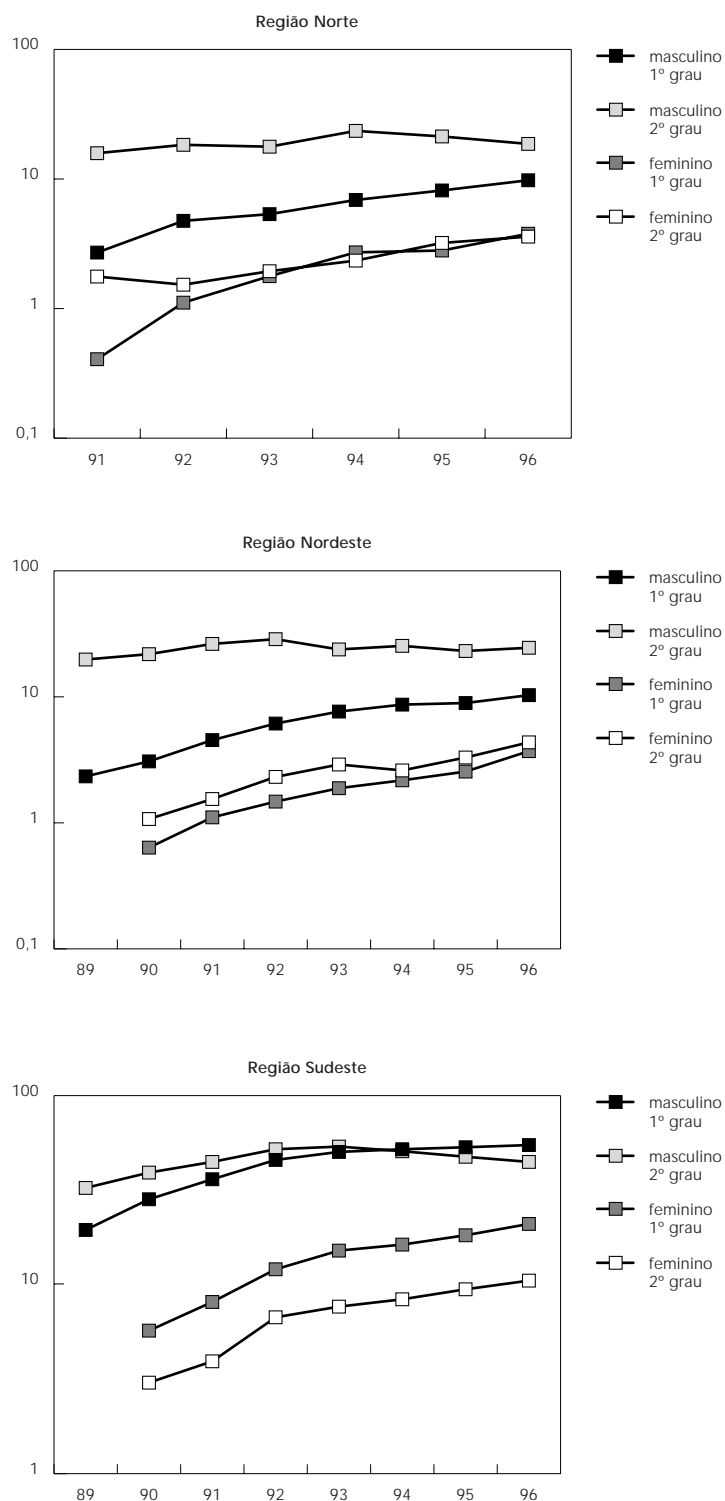 Região Norte
100
10
1
0,1
91 92 93 94 95 96
masculino
1º grau
masculino
2º grau
feminino
1º grau
feminino
2º grau
Região Nordeste
100
10
1
0,1
89 90 91 92 93 94 95 96
masculino
1º grau
masculino
2º grau
feminino
1º grau
feminino
2º grau
Região Sudeste
100
10
1
89 90 91 92 93 94 95 96
masculino
1º grau
masculino
2º grau
feminino
1º grau
feminino
2º grau